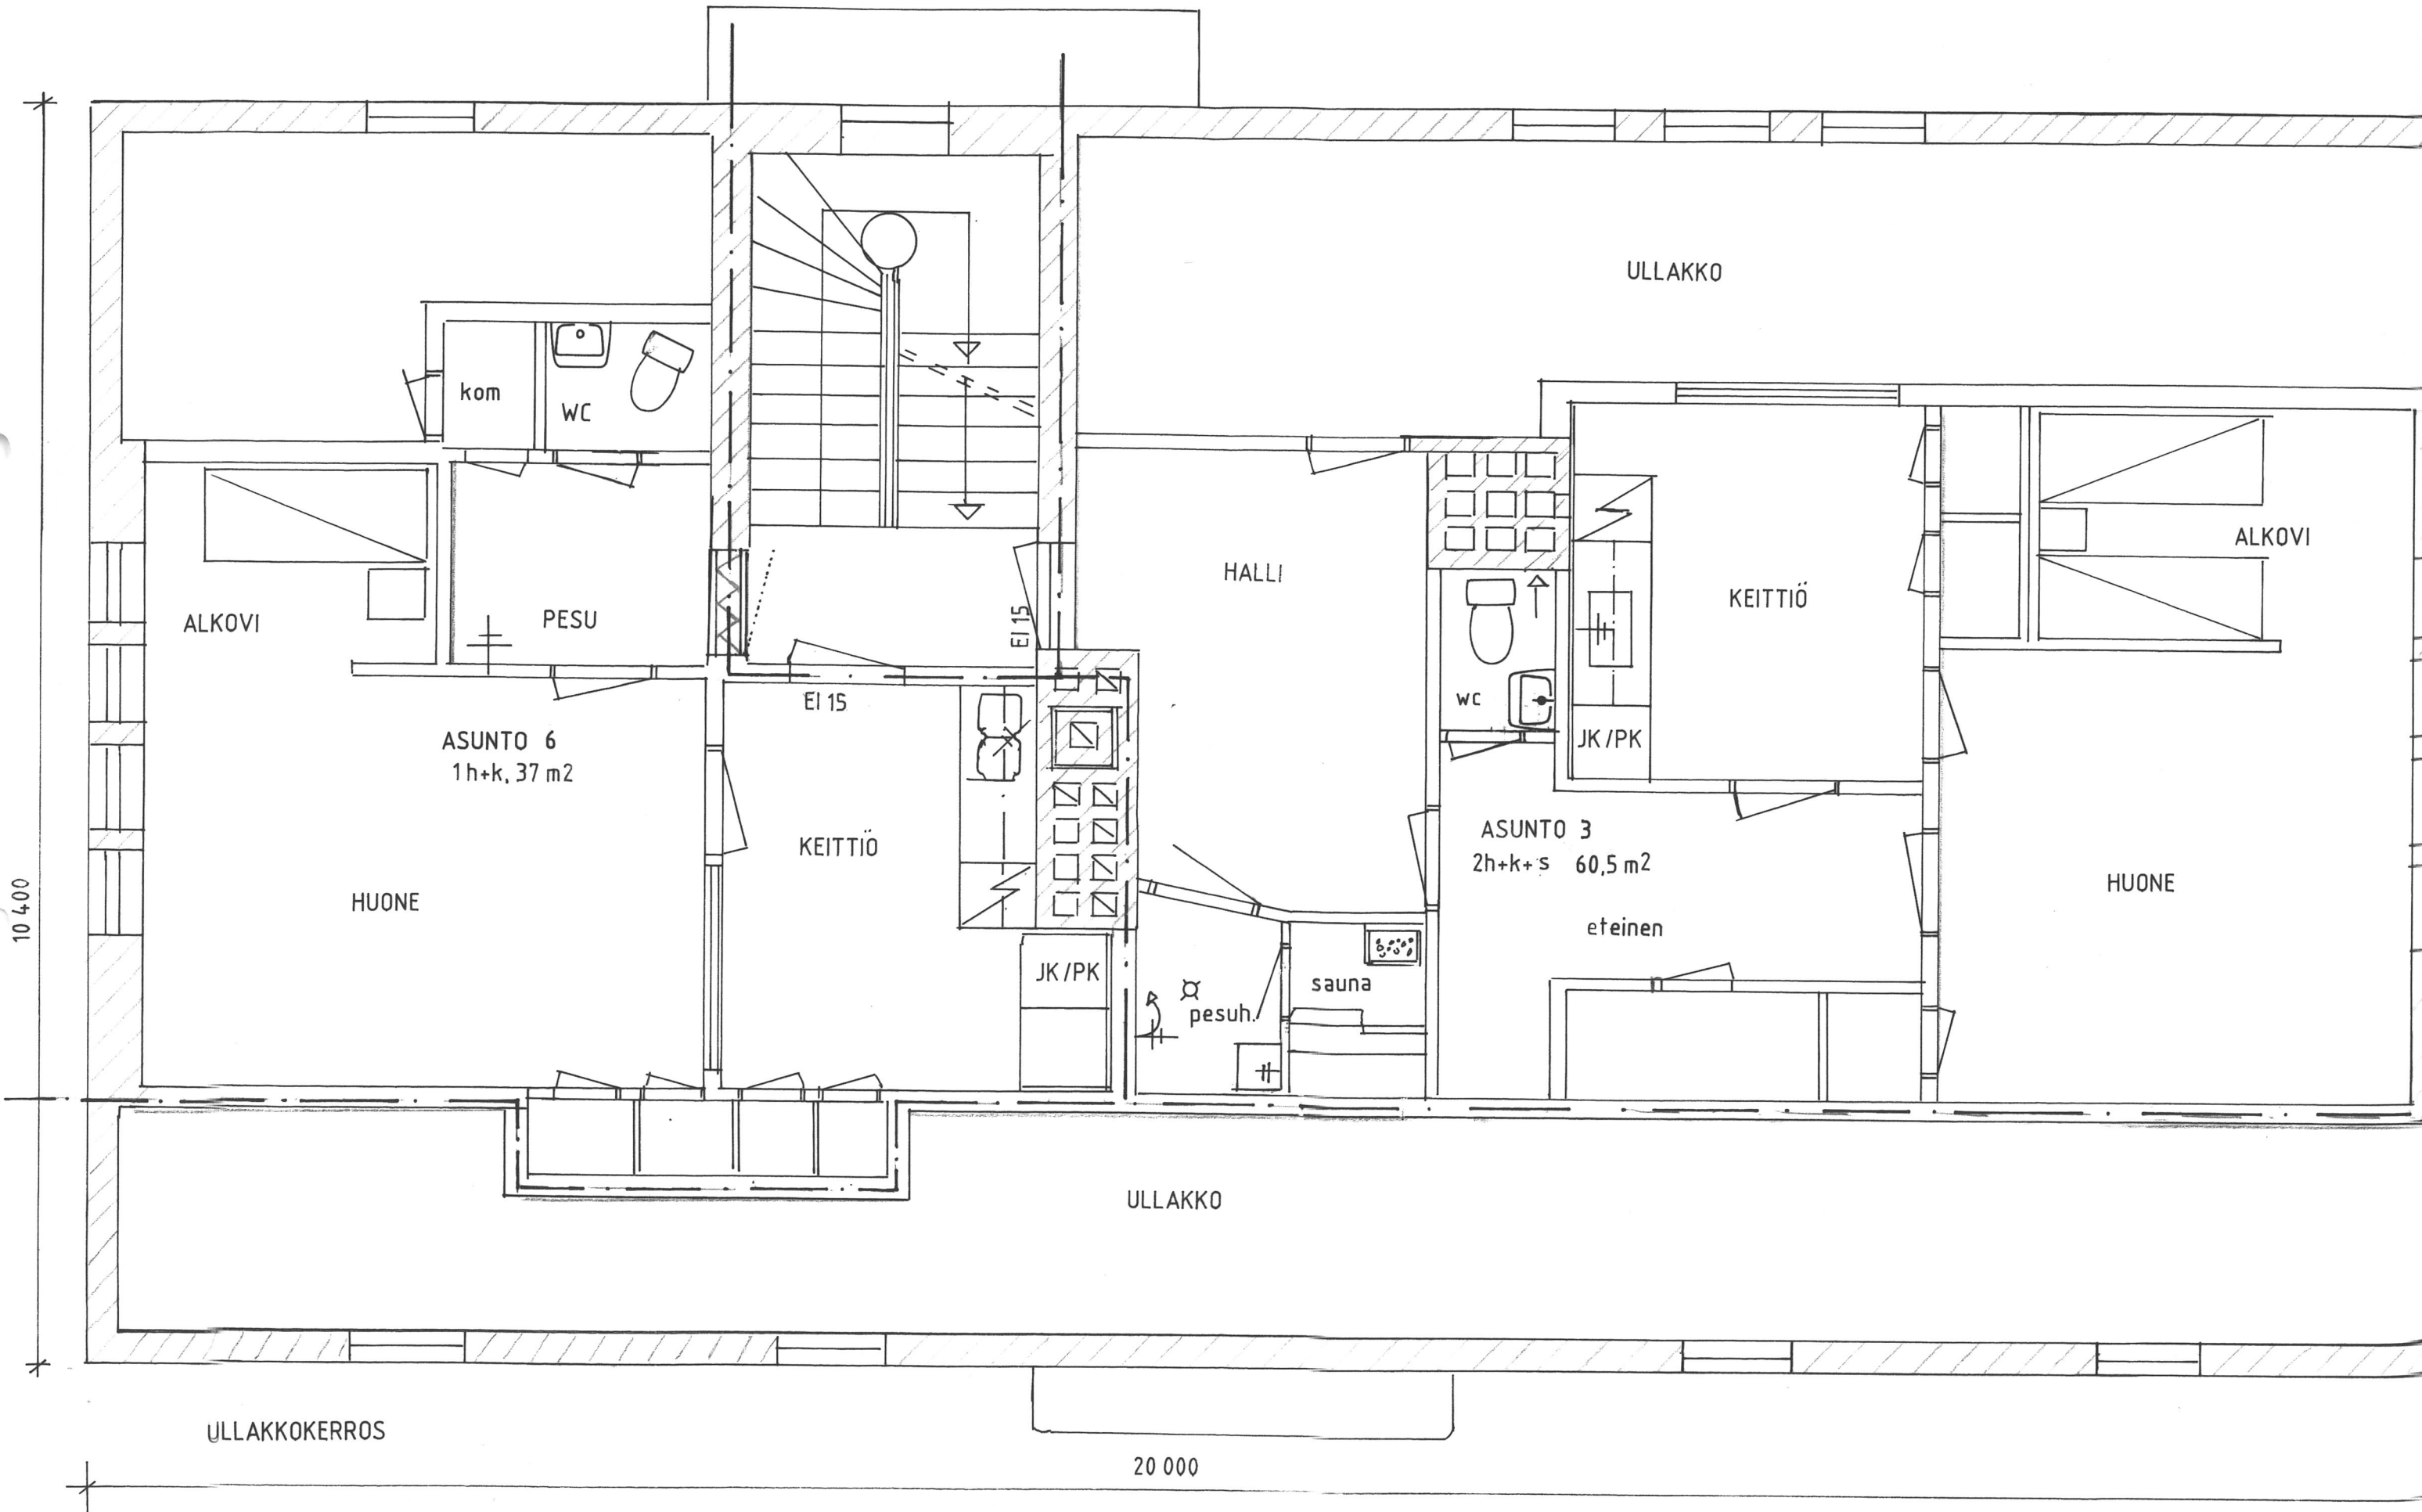 ULLAKKO
kom
WC
ALKOVI
PESU
EI 15
EI 15
HALLI
KEITTIÖ
ALKOVI
WC
JK/PK
ASUNTO 6
1h+k, 37 m2
KEITTIÖ
HUONE
JK/PK
ASUNTO 3
2h+k+s 60,5 m2
eteinen
HUONE
sauna
pesuh.
10 400
ULLAKKO
ULLAKKOKERROS
20 000